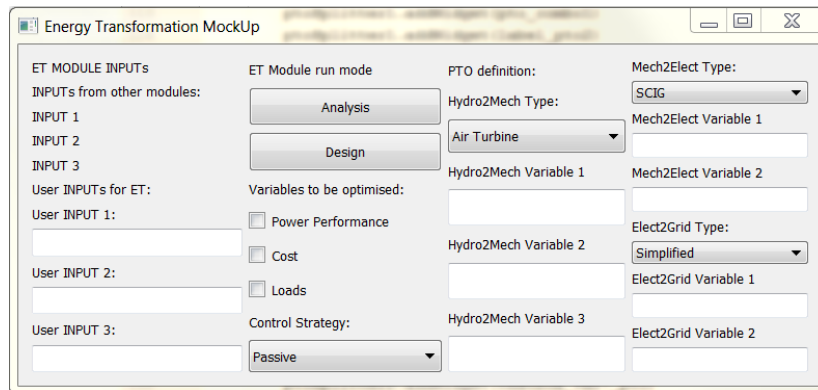 Energy Transformation MockUp
ET MODULE INPUTs
INPUTs from other modules:
INPUT 1
INPUT 2
INPUT 3
User INPUTs for ET:
User INPUT 1:
User INPUT 2:
User INPUT 3:
ET Module run mode
Analysis
Design
Variables to be optimised:
Power Performance
Cost
Loads
Control Strategy:
Passive
PTO definition:
Hydro2Mech Type:
Air Turbine
Hydro2Mech Variable 1
Hydro2Mech Variable 2
Hydro2Mech Variable 3
Mech2Elect Type:
SCIG
Mech2Elect Variable 1
Mech2Elect Variable 2
Elect2Grid Type:
Simplified
Elect2Grid Variable 1
Elect2Grid Variable 2